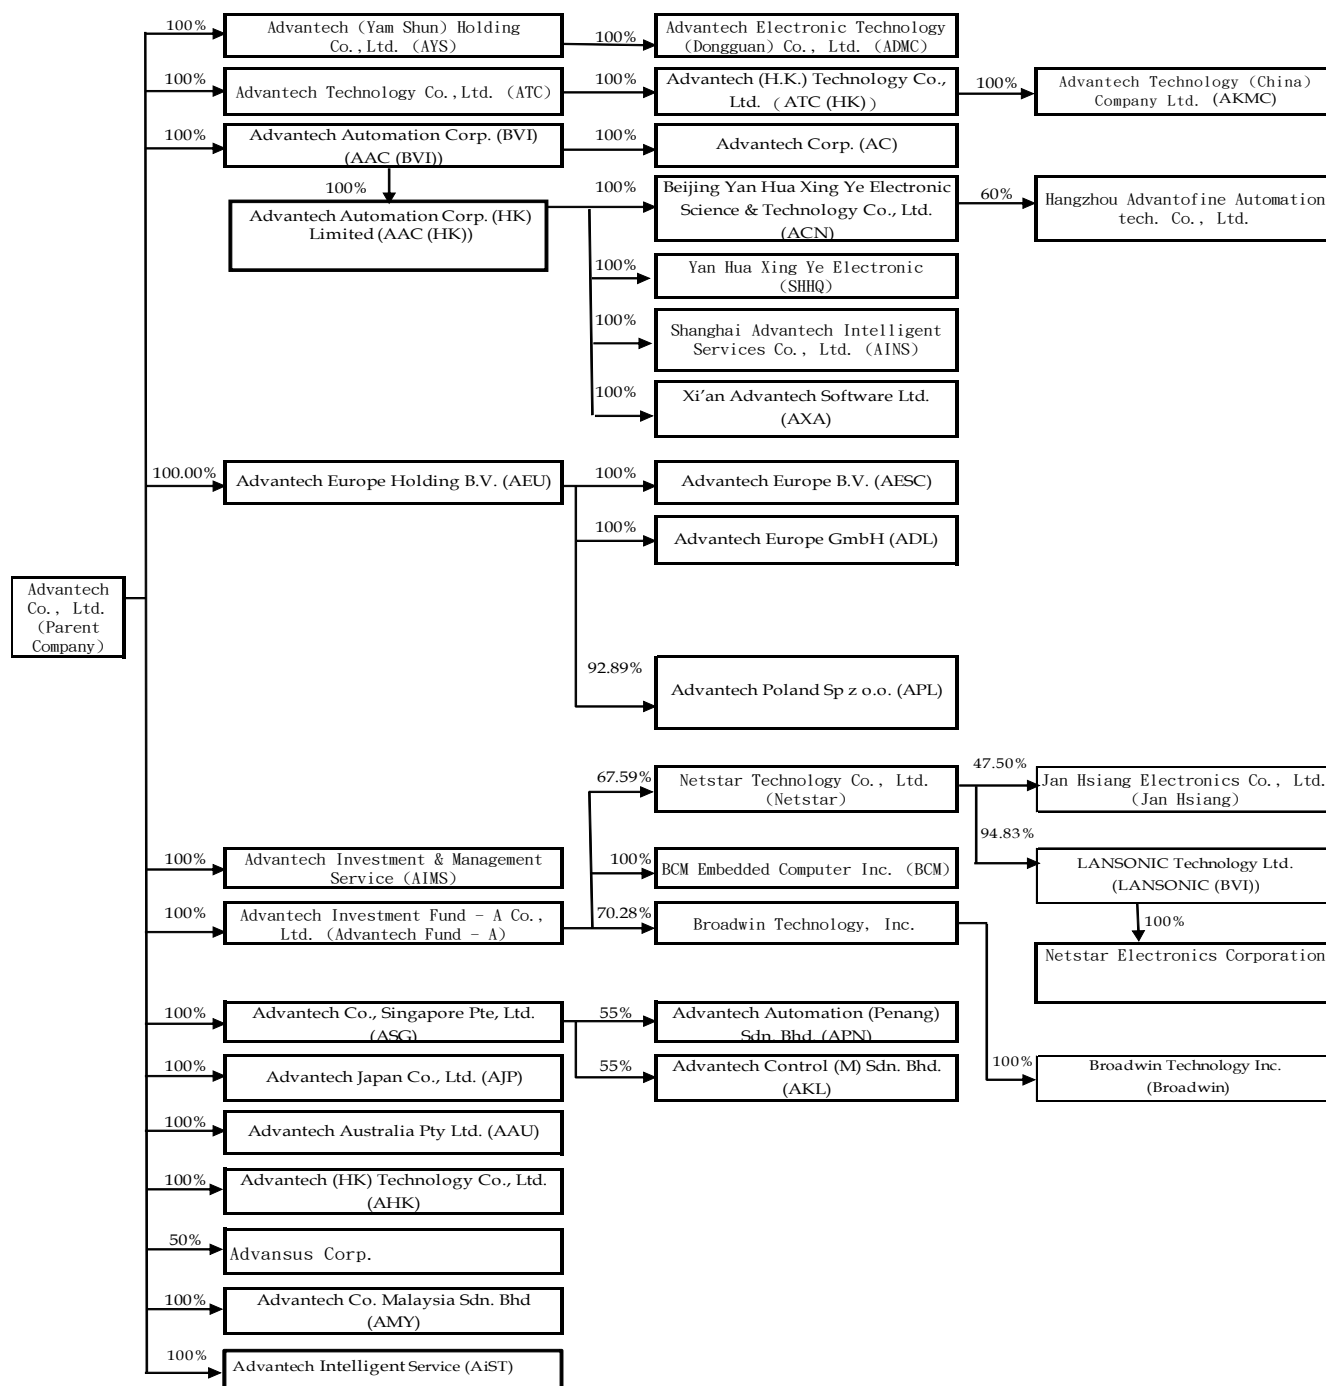 100%
Advantech (Yam Shun) Holding
Co.,Ltd. (AYS)
100%
Advantech Electronic Technology
(Dongguan) Co., Ltd. (ADMC)
100%
Advantech Technology Co.,Ltd. (ATC)
100%
Advantech (H.K.) Technology Co.,
Ltd. (ATC (HK))
100%
Advantech Technology (China)
Company Ltd. (AKMC)
100%
Advantech Automation Corp. (BVI)
(AAC (BVI))
100%
Advantech Corp. (AC)
100%
Advantech Automation Corp. (HK)
Limited (AAC (HK))
100%
Beijing Yan Hua Xing Ye Electronic
Science & Technology Co., Ltd.
(ACN)
60%
Hangzhou Advantofine Automation
tech. Co., Ltd.
100%
Yan Hua Xing Ye Electronic
(SHHQ)
100%
Shanghai Advantech Intelligent
Services Co., Ltd. (AINS)
100%
Xi'an Advantech Software Ltd.
(AXA)
100.00%
Advantech Europe Holding B.V. (AEU)
100%
Advantech Europe B.V. (AESC)
100%
Advantech Europe GmbH (ADL)
Advantech
Co., Ltd.
(Parent
Company)
92.89%
Advantech Poland Sp z o.o. (APL)
67.59%
Netstar Technology Co., Ltd.
(Netstar)
47.50%
Jan Hsiang Electronics Co., Ltd.
(Jan Hsiang)
94.83%
LANSONIC Technology Ltd.
(LANSONIC (BVI))
100%
Netstar Electronics Corporation
100%
Advantech Investment & Management
Service (AIMS)
100%
BCM Embedded Computer Inc. (BCM)
100%
Advantech Investment Fund - A Co.,
Ltd. (Advantech Fund - A)
70.28%
Broadwin Technology, Inc.
100%
Advantech Co., Singapore Pte, Ltd.
(ASG)
55%
Advantech Automation (Penang)
Sdn. Bhd. (APN)
55%
Advantech Control (M) Sdn. Bhd.
(AKL)
100%
Broadwin Technology Inc.
(Broadwin)
100%
Advantech Japan Co., Ltd. (AJP)
100%
Advantech Australia Pty Ltd. (AAU)
100%
Advantech (HK) Technology Co., Ltd.
(AHK)
50%
Advansus Corp.
100%
Advantech Co. Malaysia Sdn. Bhd
(AMY)
100%
Advantech Intelligent Service (AiST)